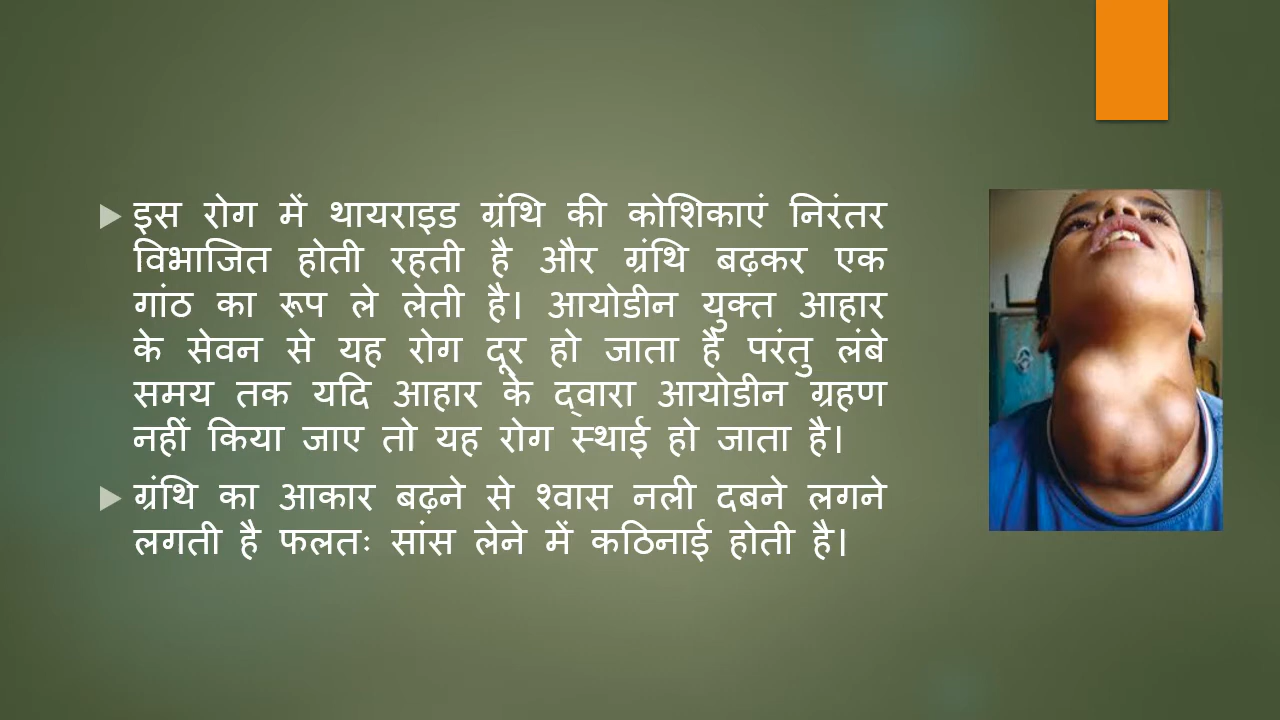 इस रोग में थायराइड ग्रंथि की कोशिकाएं निरंतर
विभाजित होती रहती है और ग्रंथि बढ़कर एक
गांठ का रूप ले लेती है। आयोडीन युक्त आहार
के सेवन से यह रोग दूर हो जाता है परंतु लंबे
समय तक यदि आहार के द्वारा आयोडीन ग्रहण
नहीं किया जाए तो यह रोग स्थाई हो जाता है।
ग्रंथि का आकार बढ़ने से श्वास नली दबने लगने
लगती है फलतः सांस लेने में कठिनाई होती है।